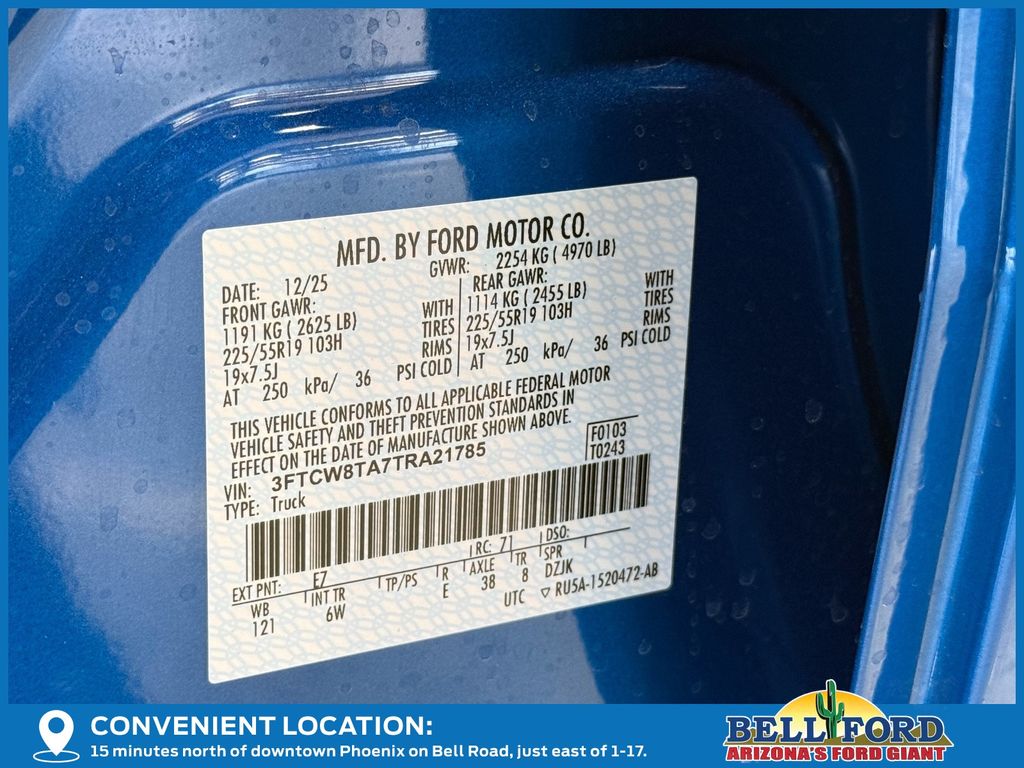 MFD. BY FORD MOTOR CO.
DATE: 12/25
GVWR: 2254 KG ( 4970 LB)
FRONT GAWR:
1191 KG ( 2625 LB) WITH
225/55R19 103H TIRES
19x7.5J RIMS
AT 250 kPa/ 36 PSI COLD
REAR GAWR:
1114 KG ( 2455 LB) WITH
225/55R19 103H TIRES
19x7.5J RIMS
AT 250 kPa/ 36 PSI COLD
THIS VEHICLE CONFORMS TO ALL APPLICABLE FEDERAL MOTOR
VEHICLE SAFETY AND THEFT PREVENTION STANDARDS IN
EFFECT ON THE DATE OF MANUFACTURE SHOWN ABOVE.
VIN: 3FTCW8TA7TRA21785
TYPE: Truck
F0103
T0243
EXT PNT: E7 RC: 71 DSO:
WB INT TR TP/PS R AXLE TR SPR
121 6W E 38 8 DZJK
UTC ▽ RU5A-1520472-AB
CONVENIENT LOCATION:
15 minutes north of downtown Phoenix on Bell Road, just east of 1-17.
BELL FORD
ARIZONA'S FORD GIANT